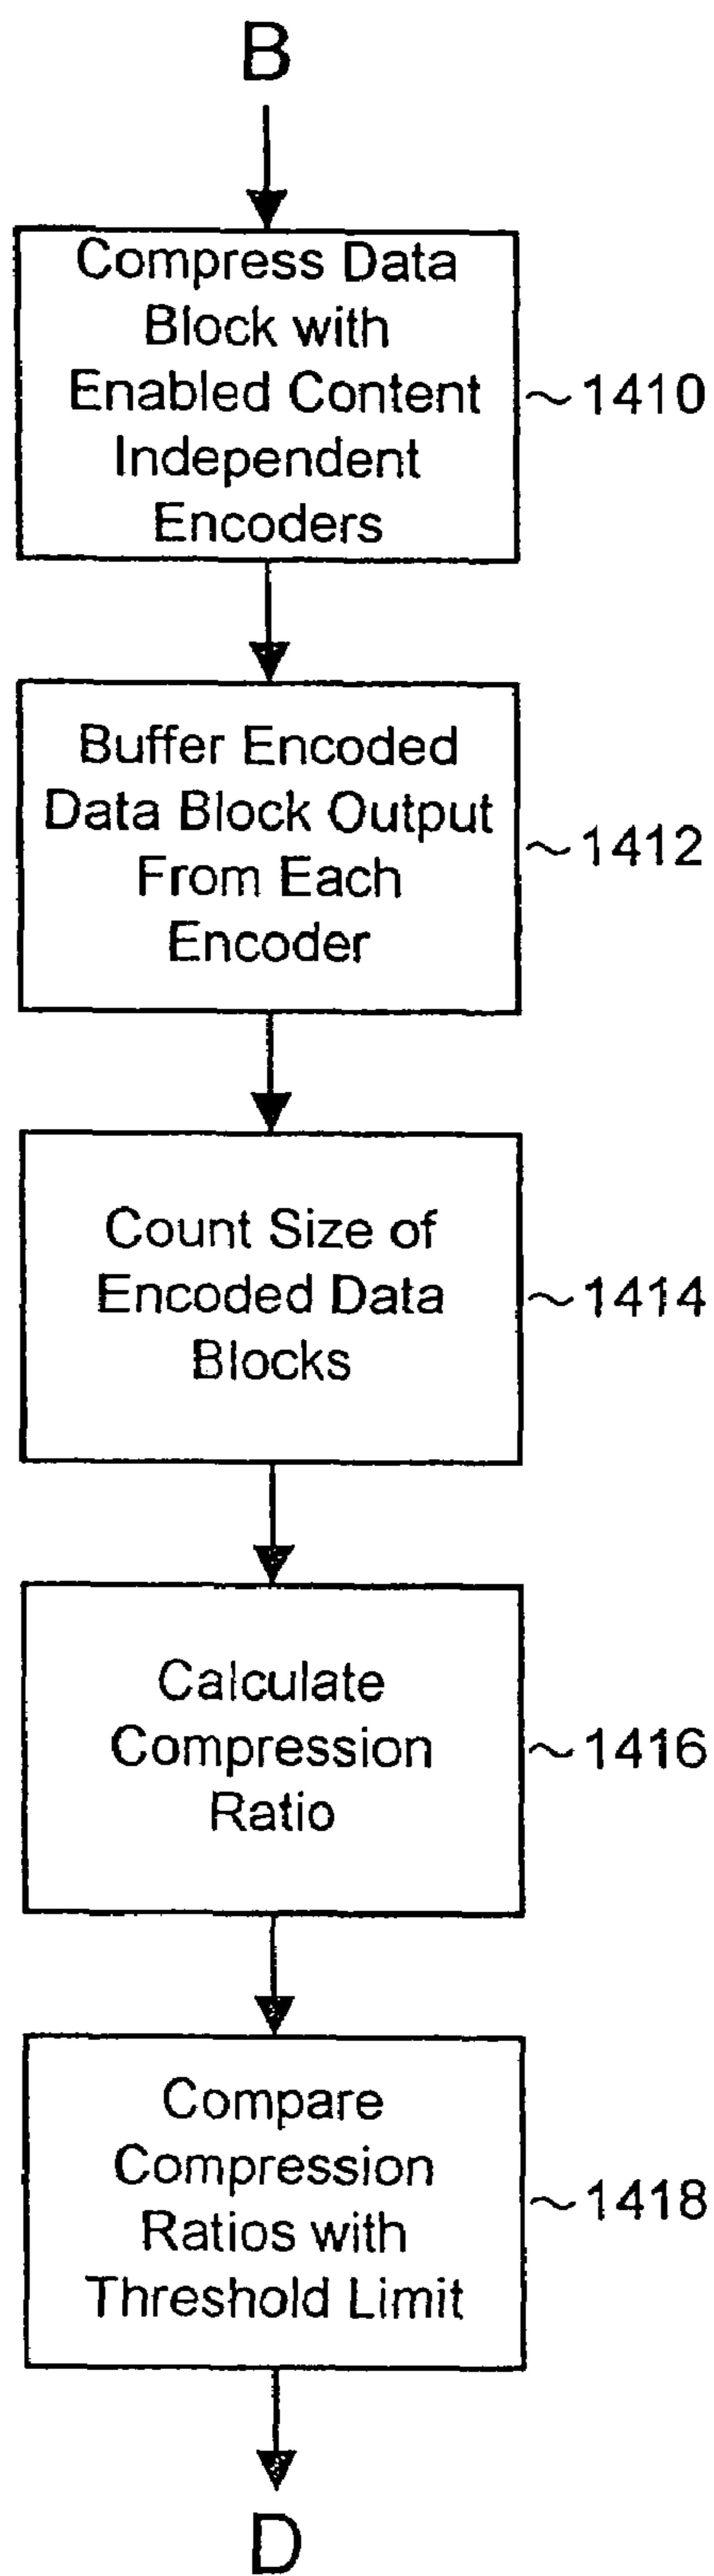 B
Compress Data
Block with
Enabled Content
Independent
Encoders
~1410
Buffer Encoded
Data Block Output
From Each
Encoder
~1412
Count Size of
Encoded Data
Blocks
~1414
Calculate
Compression
Ratio
~1416
Compare
Compression
Ratios with
Threshold Limit
~1418
D